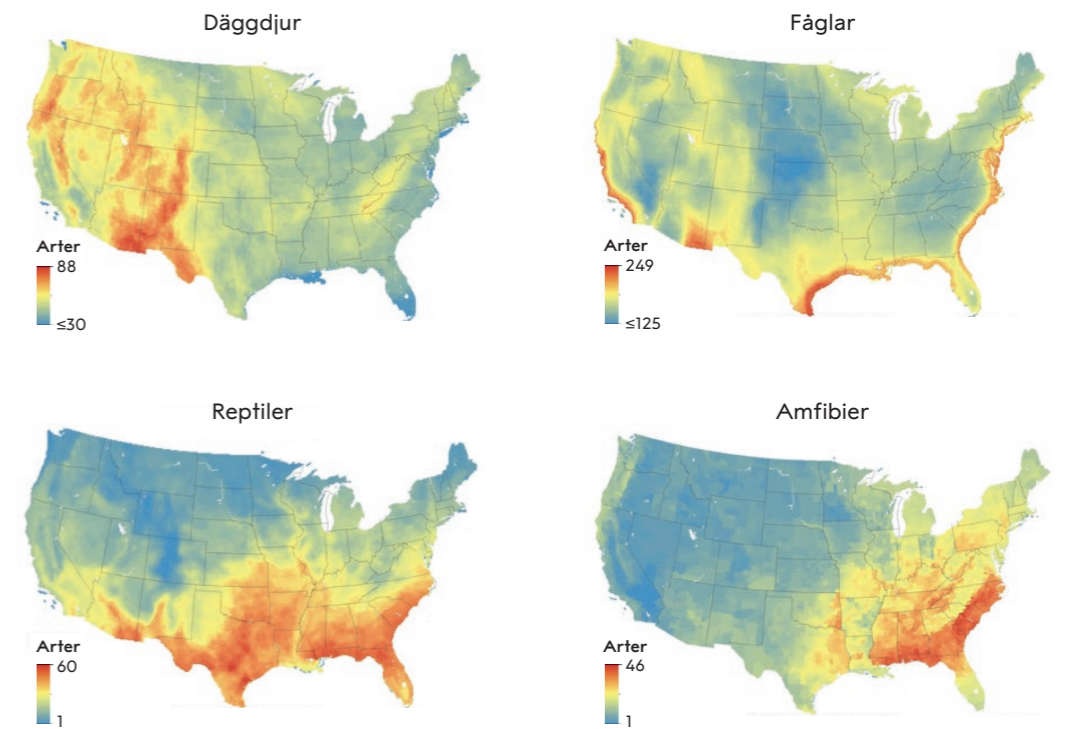 Däggdjur
Arter
88
≤30
Fåglar
Arter
249
≤125
Reptiler
Arter
60
1
Amfibier
Arter
46
1